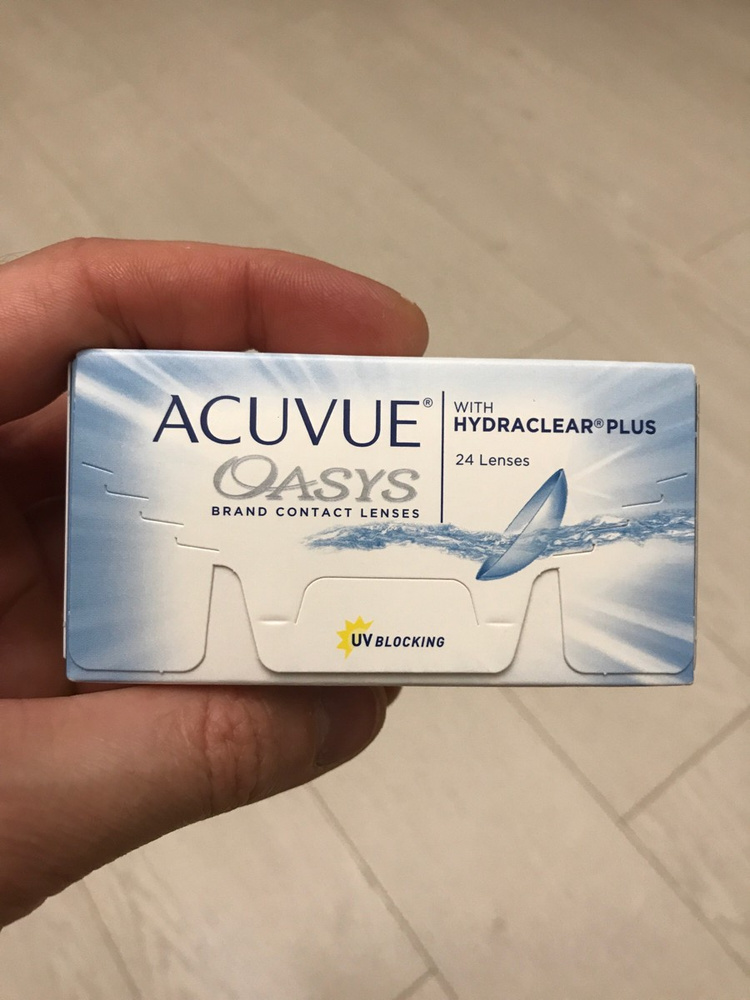 ACUVUE®
OASYS
BRAND CONTACT LENSES
WITH
HYDRACLEAR® PLUS
24 Lenses
UV BLOCKING